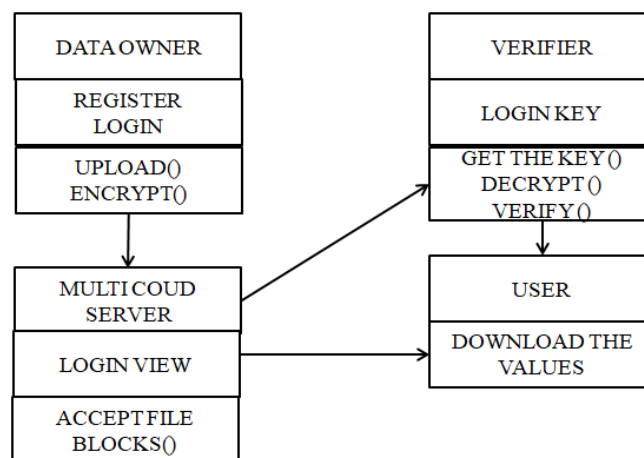 DATA OWNER
REGISTER
LOGIN
UPLOAD()
ENCRYPT()
MULTI COUD
SERVER
LOGIN VIEW
ACCEPT FILE
BLOCKS()
VERIFIER
LOGIN KEY
GET THE KEY ()
DECRYPT ()
VERIFY ()
USER
DOWNLOAD THE
VALUES